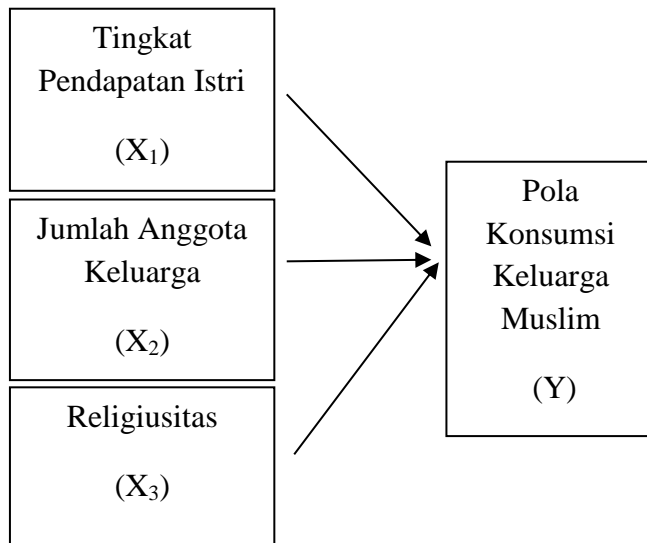 Tingkat
Pendapatan Istri
(X₁)
Jumlah Anggota
Keluarga
(X₂)
Religiusitas
(X₃)
Pola
Konsumsi
Keluarga
Muslim
(Y)